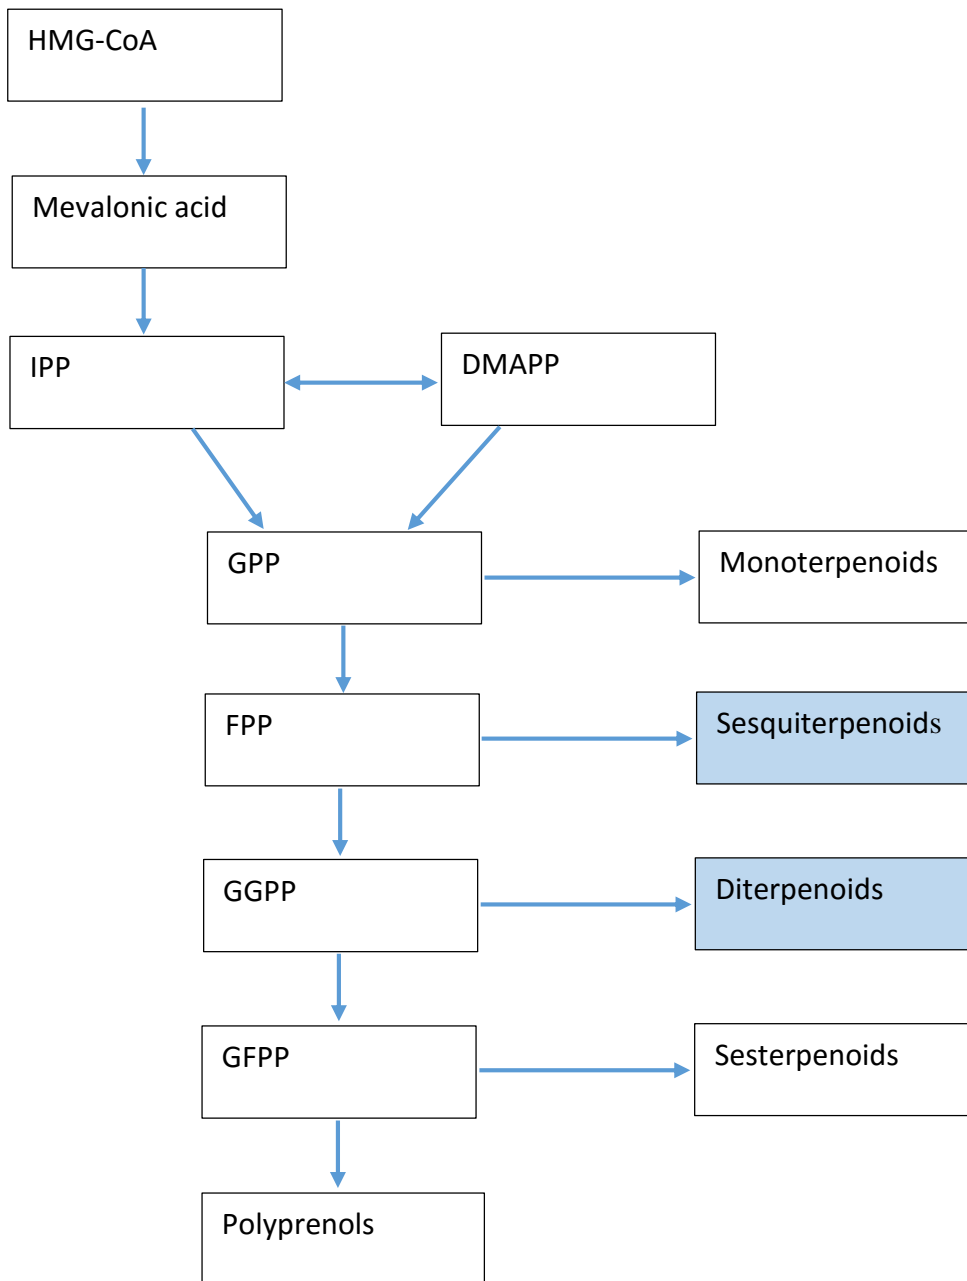 HMG-CoA
Mevalonic acid
IPP
DMAPP
GPP
Monoterpenoids
FPP
Sesquiterpenoids
GGPP
Diterpenoids
GFPP
Sesterpenoids
Polyprenols